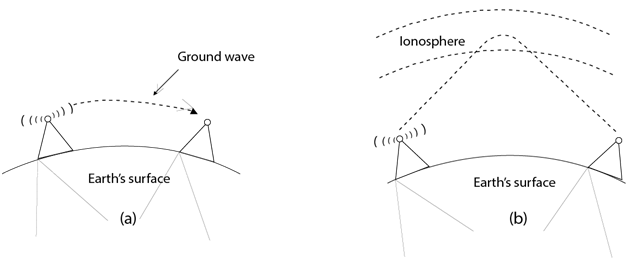 Ground wave
Earth's surface
(a)
Ionosphere
Earth's surface
(b)